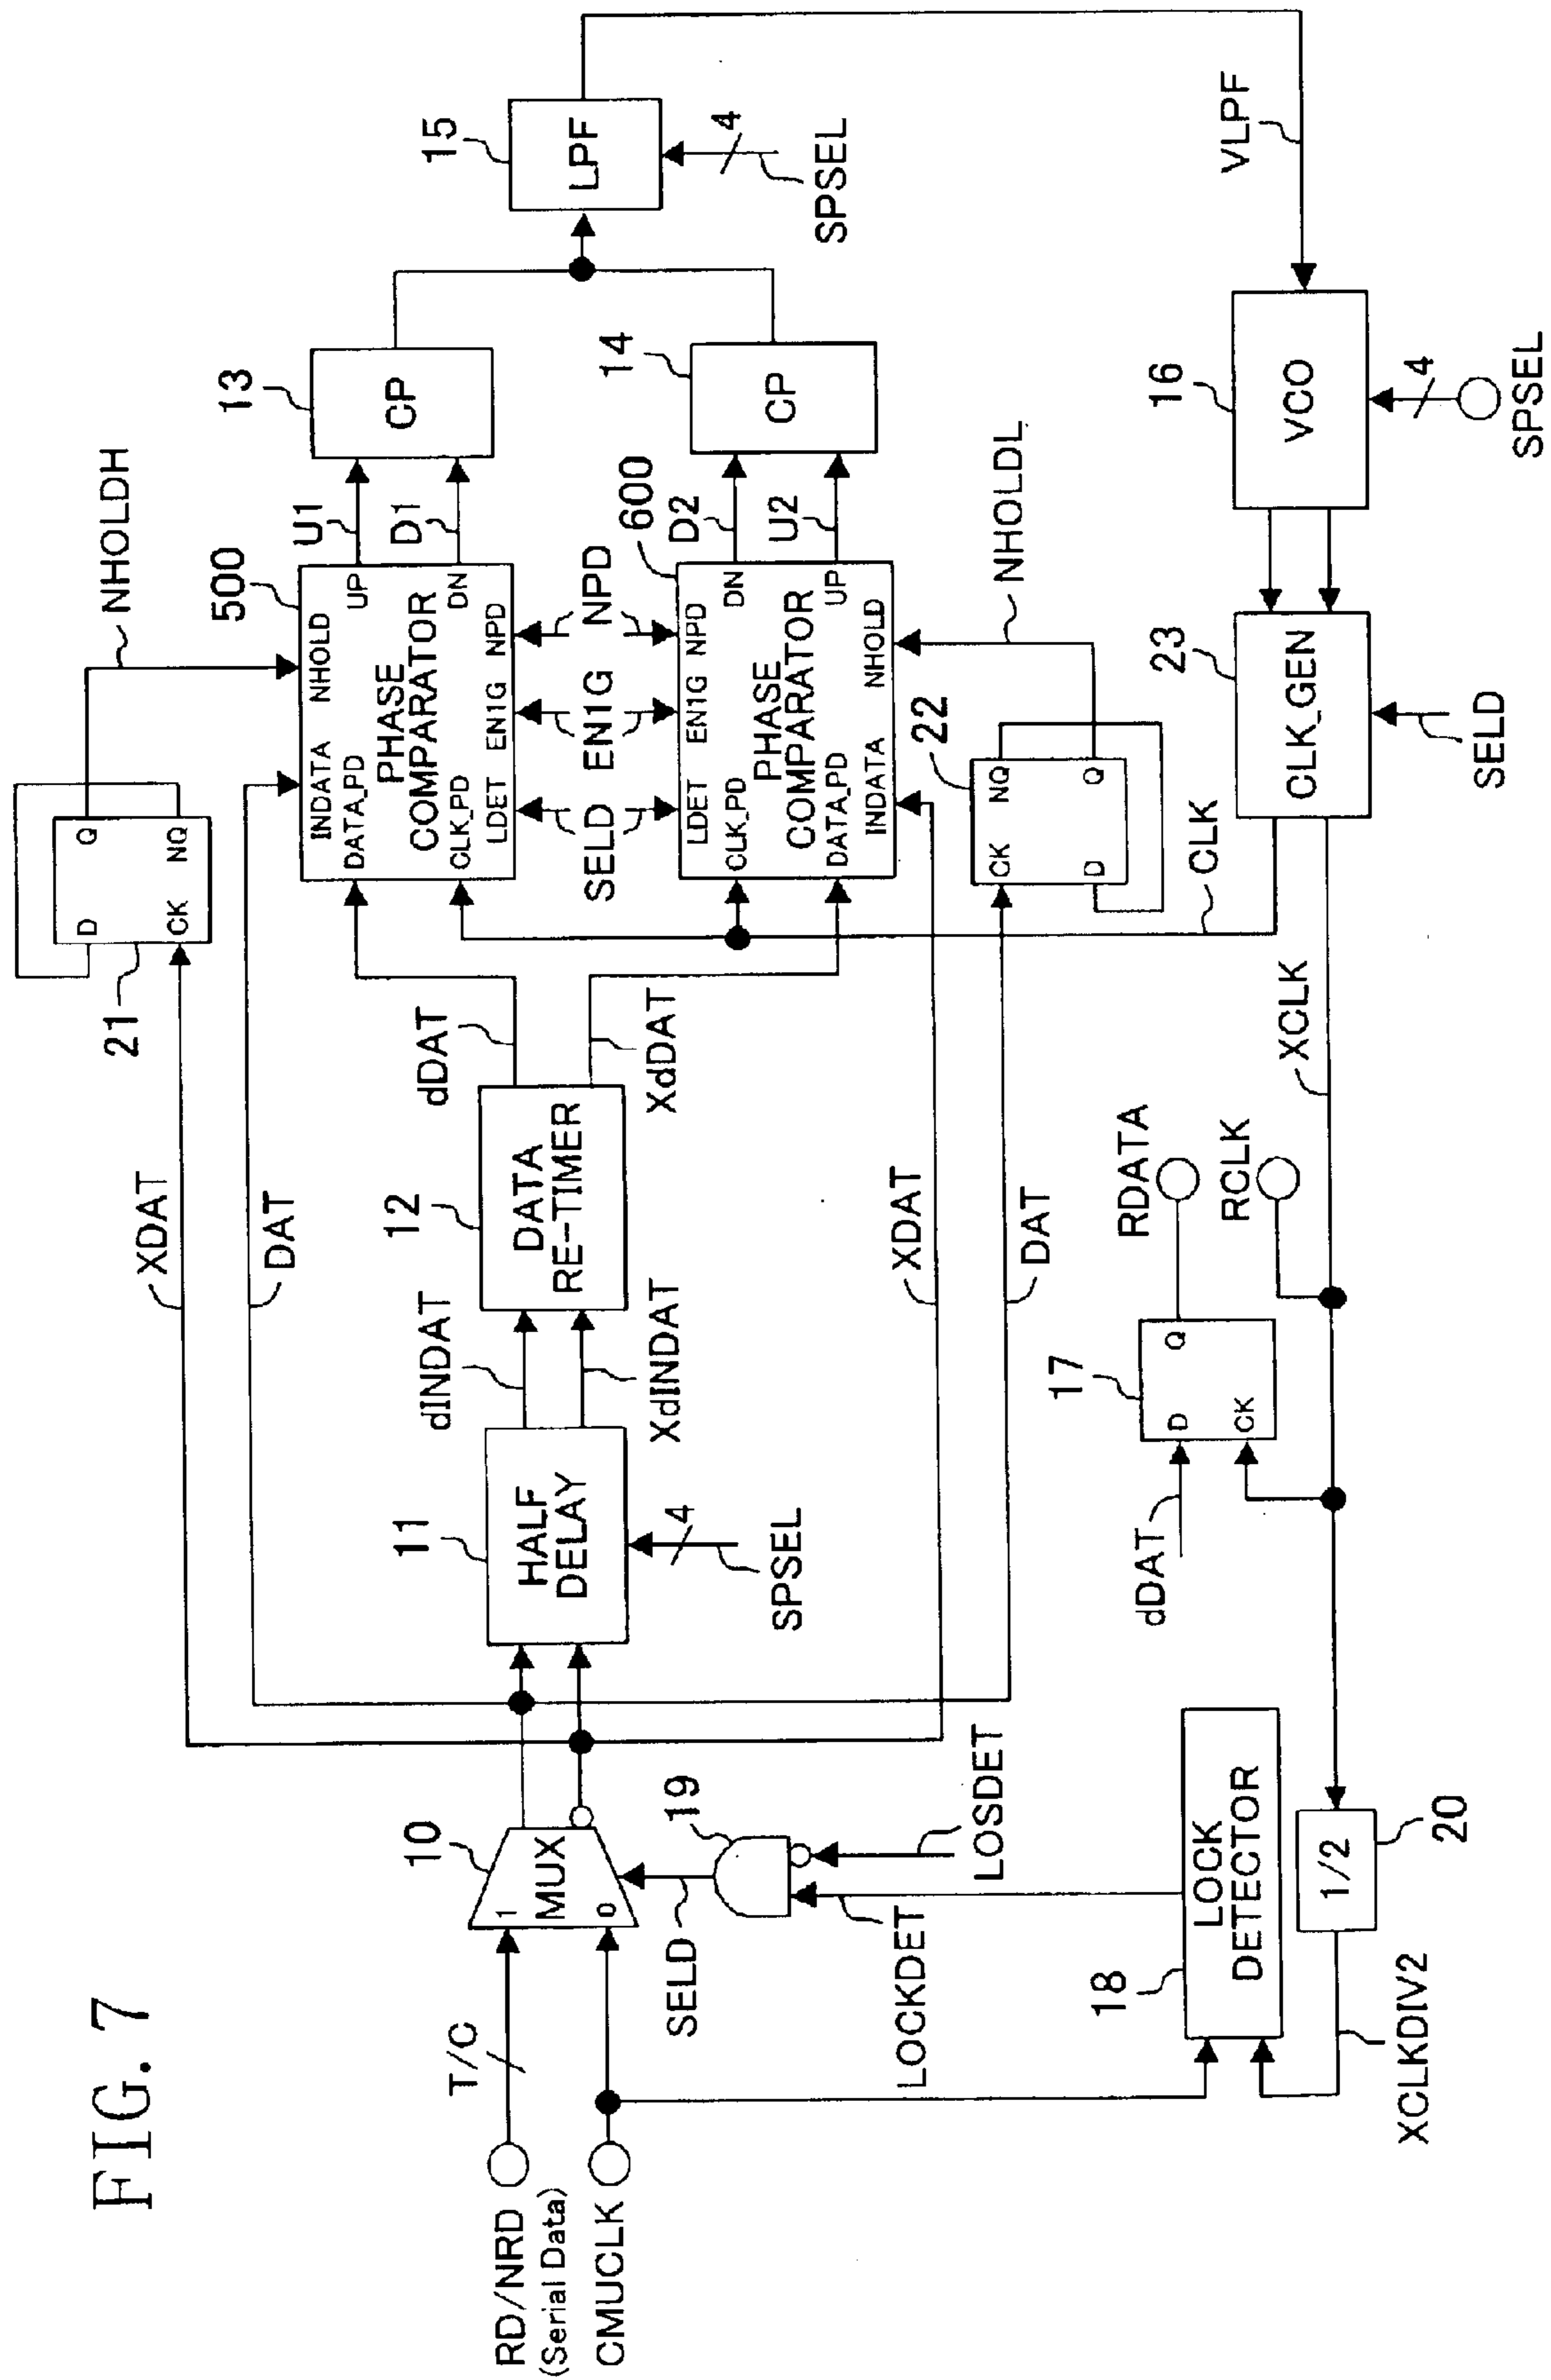 FIG. 7
RD/NRD
(Serial Data)
CMUCLK
T/C
10
MUX
1
0
SELD
19
LOCKDET
LOSDET
18
LOCK
DETECTOR
1/2
20
XCLKDIV2
XDAT
DAT
11
HALF
DELAY
4
SPSEL
dINDAT
XdINDAT
12
DATA
RE-TIMER
dDAT
XdDAT
XDAT
DAT
dDAT
17
D
Q
CK
RDATA
RCLK
XCLK
21
D
Q
CK
NQ
NHOLDH
500
INDATA
NHOLD
DATA_PD
UP
PHASE
COMPARATOR
CLK_PD
DN
LDET
EN1G
NPD
U1
D1
SELD
EN1G
NPD
600
LDET
EN1G
NPD
CLK_PD
DN
PHASE
COMPARATOR
DATA_PD
UP
INDATA
NHOLD
D2
U2
22
CK
NQ
D
Q
NHOLDL
CLK
13
CP
14
CP
15
LPF
4
SPSEL
VLPF
16
VCO
4
SPSEL
23
CLK_GEN
SELD